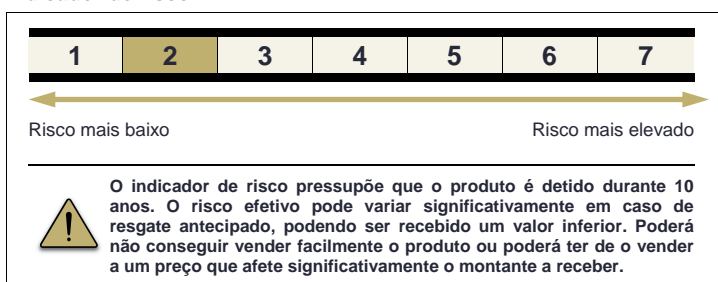 1 2 3 4 5 6 7
Risco mais baixo Risco mais elevado
O indicador de risco pressupõe que o produto é detido durante 10
anos. O risco efetivo pode variar significativamente em caso de
resgate antecipado, podendo ser recebido um valor inferior. Poderá
não conseguir vender facilmente o produto ou poderá ter de o vender
a um preço que afete significativamente o montante a receber.